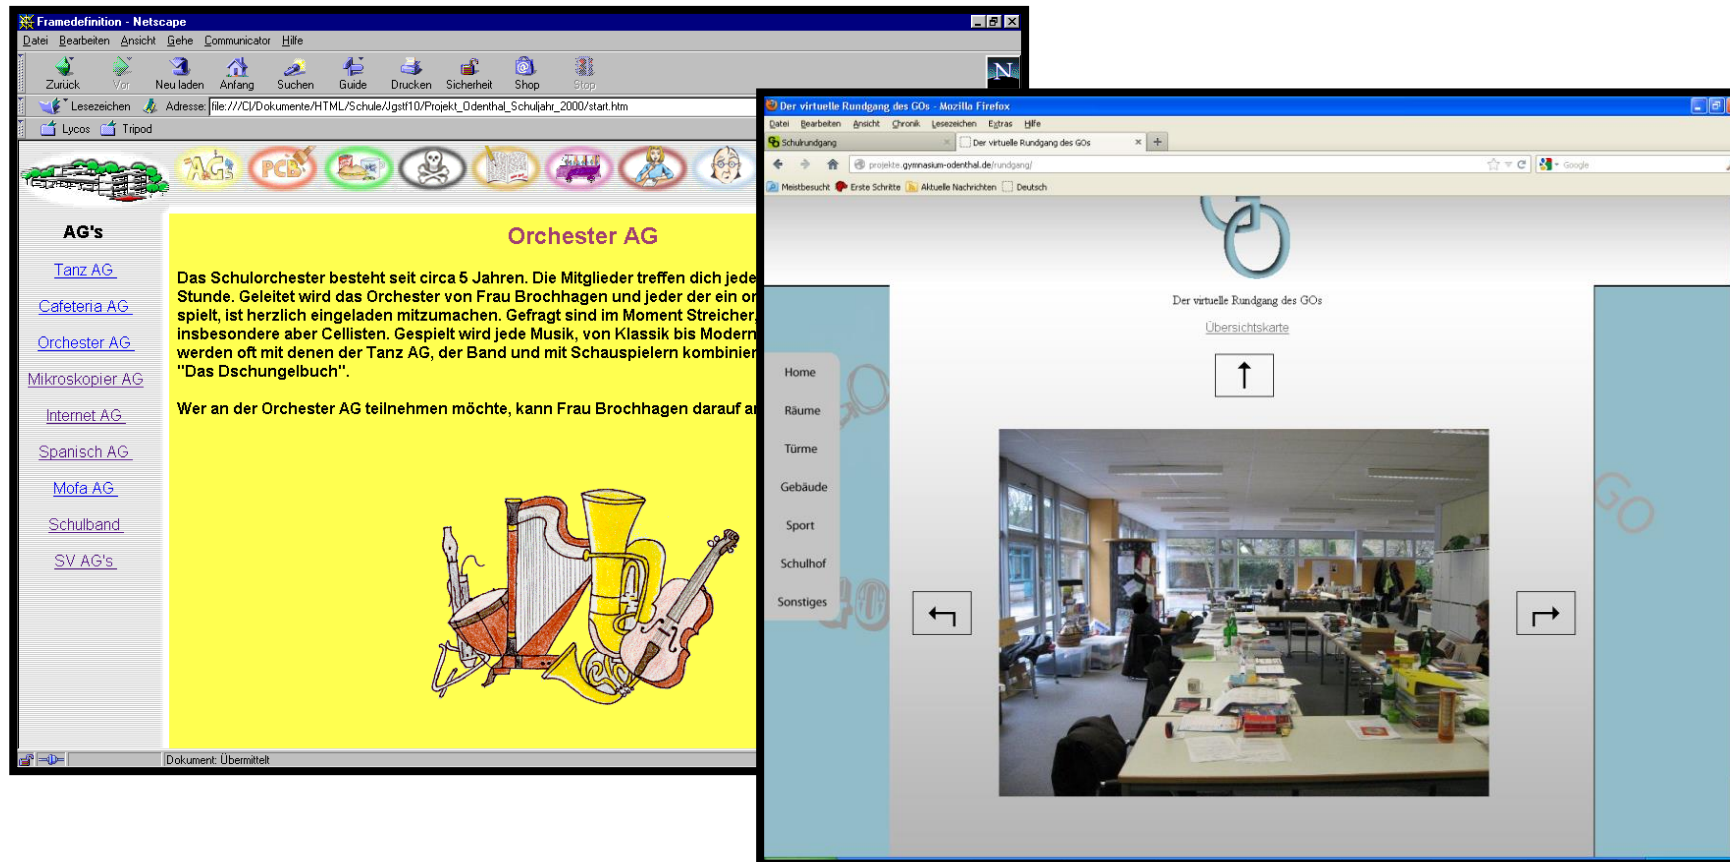 Framedefinition - Netscape
Datei Bearbeiten Ansicht Gehe Communicator Hilfe
Zurück Vor Neu laden Anfang Suchen Guide Drucken Sicherheit Shop Stop
N
Lesezeichen Adresse: file:///C|/Dokumente/HTML/Schule/Jgstf10/Projekt_Odenthal_Schuljahr_2000/start.htm
Lycos Tripod
AG's PCB
AG's
Tanz AG
Cafeteria AG
Orchester AG
Mikroskopier AG
Internet AG
Spanisch AG
Mofa AG
Schulband
SV AG's
Orchester AG
Das Schulorchester besteht seit circa 5 Jahren. Die Mitglieder treffen dich jede
Stunde. Geleitet wird das Orchester von Frau Brochhagen und jeder der ein or
spielt, ist herzlich eingeladen mitzumachen. Gefragt sind im Moment Streicher,
insbesondere aber Cellisten. Gespielt wird jede Musik, von Klassik bis Modern
werden oft mit denen der Tanz AG, der Band und mit Schauspielern kombinier
"Das Dschungelbuch".
Wer an der Orchester AG teilnehmen möchte, kann Frau Brochhagen darauf a
Dokument: Übermittelt
Der virtuelle Rundgang des GOs - Mozilla Firefox
Datei Bearbeiten Ansicht Chronik Lesezeichen Extras Hilfe
Schulrundgang Der virtuelle Rundgang des GOs
projekte.gymnasium-odenthal.de/rundgang/ Google
Meistbesucht Erste Schritte Aktuelle Nachrichten Deutsch
GO
Der virtuelle Rundgang des GOs
Übersichtskarte
Home
Räume
Türme
Gebäude
Sport
Schulhof
Sonstiges
GO
GO